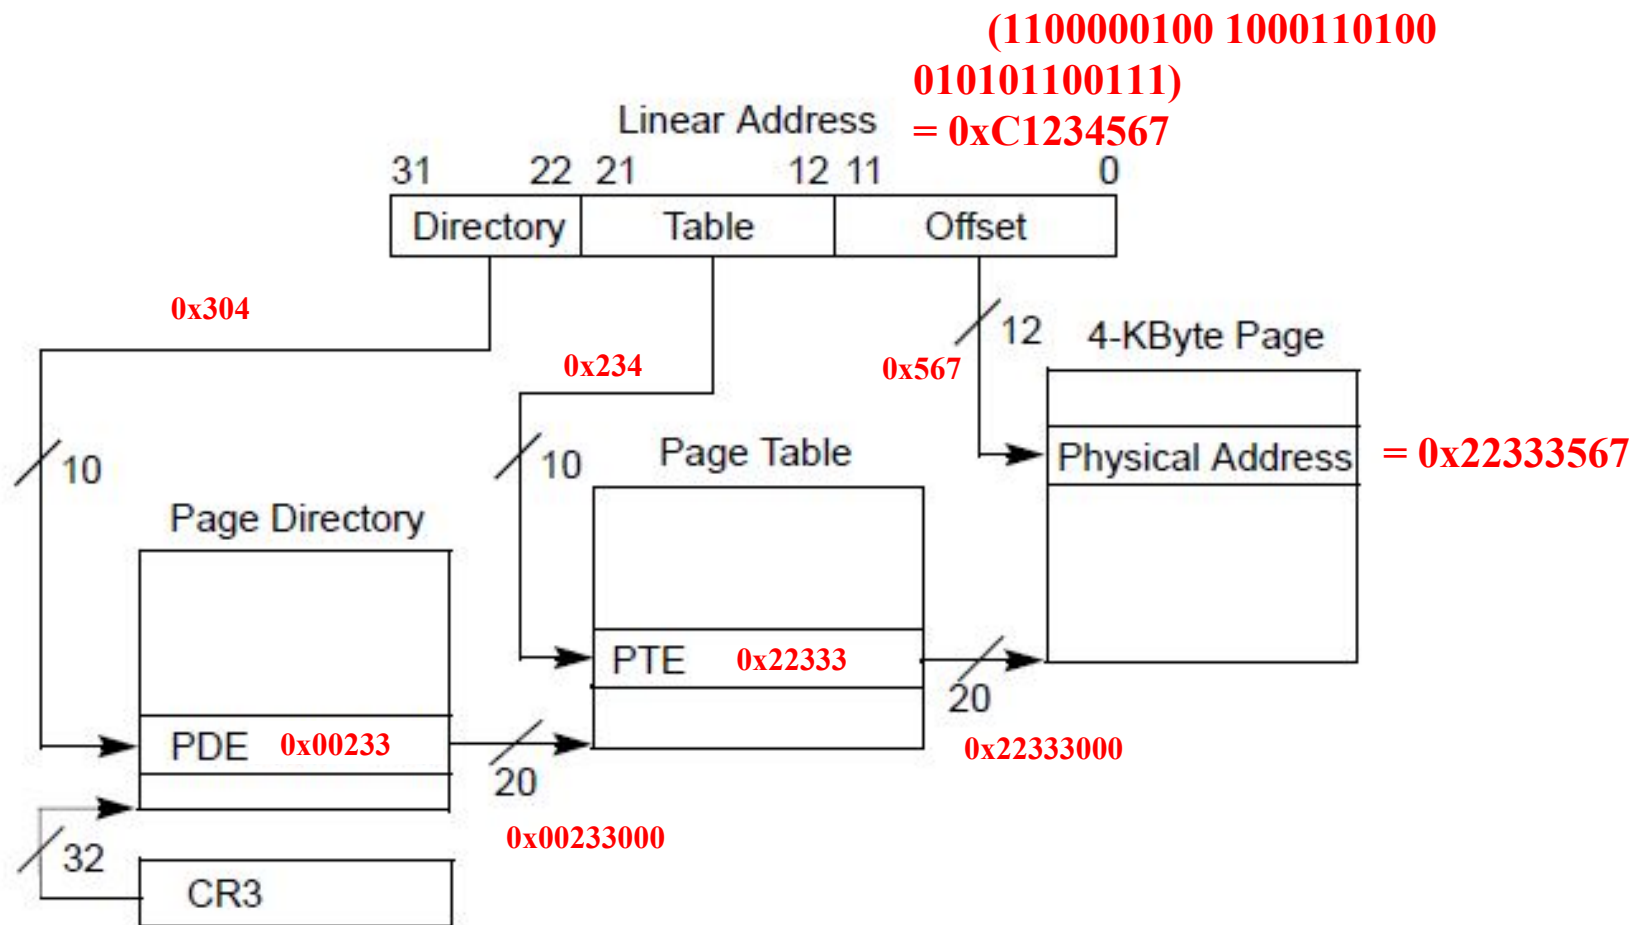 (1100000100 1000110100
010101100111)
= 0xC1234567
Linear Address
31 22 21 12 11 0
Directory Table Offset
0x304
0x234
0x567
12
4-KByte Page
10
10
Page Table
Physical Address = 0x22333567
Page Directory
PTE 0x22333
20
0x22333000
PDE 0x00233
20
0x00233000
32
CR3